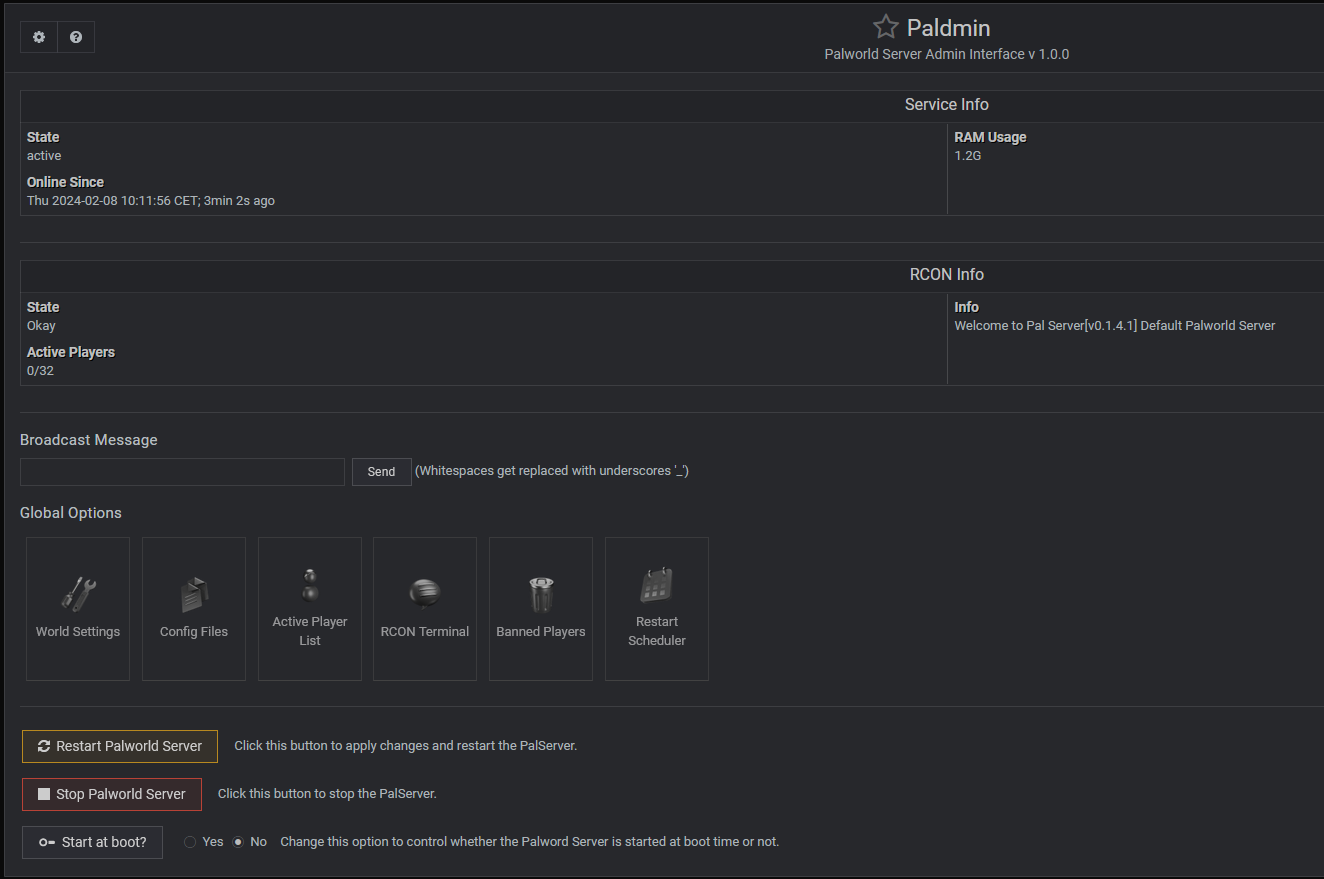 Paldmin
Palworld Server Admin Interface v 1.0.0
Service Info
State
active
Online Since
Thu 2024-02-08 10:11:56 CET; 3min 2s ago
RAM Usage
1.2G
RCON Info
State
Okay
Active Players
0/32
Info
Welcome to Pal Server[v0.1.4.1] Default Palworld Server
Broadcast Message
Send (Whitespaces get replaced with underscores '_')
Global Options
World Settings
Config Files
Active Player
List
RCON Terminal
Banned Players
Restart
Scheduler
Restart Palworld Server Click this button to apply changes and restart the PalServer.
Stop Palworld Server Click this button to stop the PalServer.
Start at boot? Yes No Change this option to control whether the Palword Server is started at boot time or not.